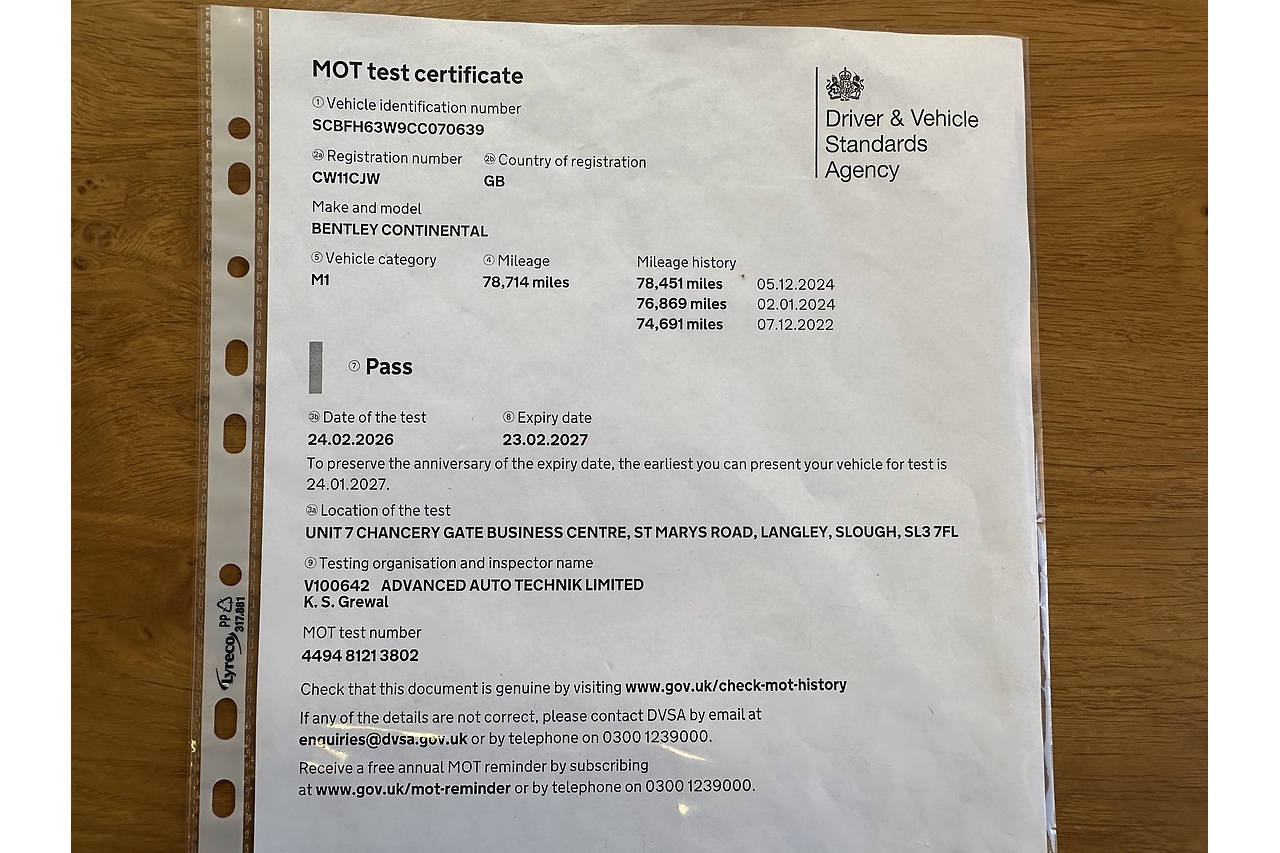 MOT test certificate
Driver & Vehicle
Standards
Agency
① Vehicle identification number
SCBFH63W9CC070639
2a Registration number 2b Country of registration
CW11CJW GB
Make and model
BENTLEY CONTINENTAL
⑤ Vehicle category ④ Mileage Mileage history
M1 78,714 miles 78,451 miles 05.12.2024
76,869 miles 02.01.2024
74,691 miles 07.12.2022
⑦ Pass
3b Date of the test ⑧ Expiry date
24.02.2026 23.02.2027
To preserve the anniversary of the expiry date, the earliest you can present your vehicle for test is
24.01.2027.
3a Location of the test
UNIT 7 CHANCERY GATE BUSINESS CENTRE, ST MARYS ROAD, LANGLEY, SLOUGH, SL3 7FL
⑨ Testing organisation and inspector name
V100642 ADVANCED AUTO TECHNIK LIMITED
K. S. Grewal
MOT test number
4494 8121 3802
Check that this document is genuine by visiting www.gov.uk/check-mot-history
If any of the details are not correct, please contact DVSA by email at
enquiries@dvsa.gov.uk or by telephone on 0300 1239000.
Receive a free annual MOT reminder by subscribing
at www.gov.uk/mot-reminder or by telephone on 0300 1239000.
Lyreco PP
317.881